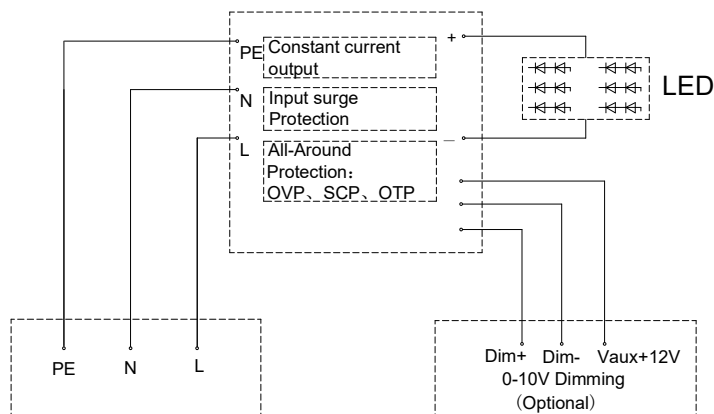 PE
Constant current
output
+
N
Input surge
Protection
L
All-Around
Protection：
OVP、SCP、OTP
—
LED
PE
N
L
Dim+
Dim-
Vaux+12V
0-10V Dimming
（Optional）